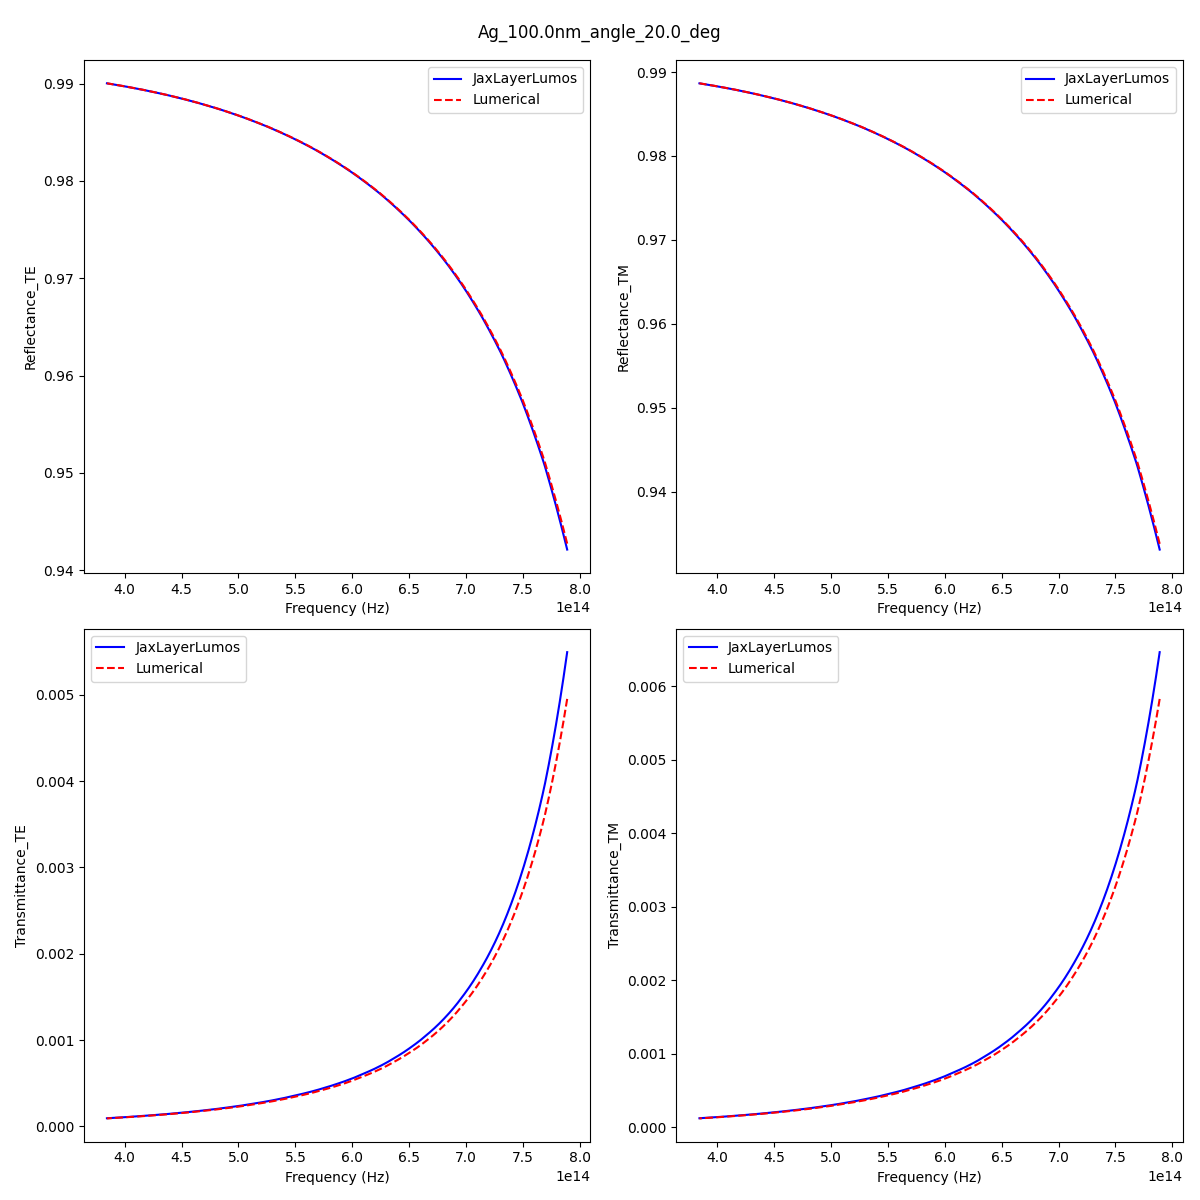 Ag_100.0nm_angle_20.0_deg
JaxLayerLumos
Lumerical
Reflectance_TE
0.99
0.98
0.97
0.96
0.95
0.94
4.0 4.5 5.0 5.5 6.0 6.5 7.0 7.5 8.0
1e14
Frequency (Hz)
JaxLayerLumos
Lumerical
Reflectance_TM
0.99
0.98
0.97
0.96
0.95
0.94
4.0 4.5 5.0 5.5 6.0 6.5 7.0 7.5 8.0
1e14
Frequency (Hz)
JaxLayerLumos
Lumerical
Transmittance_TE
0.005
0.004
0.003
0.002
0.001
0.000
4.0 4.5 5.0 5.5 6.0 6.5 7.0 7.5 8.0
1e14
Frequency (Hz)
JaxLayerLumos
Lumerical
Transmittance_TM
0.006
0.005
0.004
0.003
0.002
0.001
0.000
4.0 4.5 5.0 5.5 6.0 6.5 7.0 7.5 8.0
1e14
Frequency (Hz)